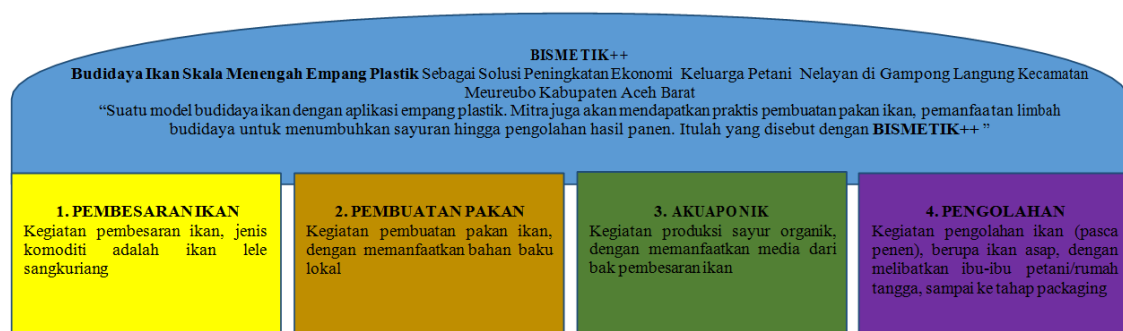 BISMETIK++
Budidaya Ikan Skala Menengah Empang Plastik Sebagai Solusi Peningkatan Ekonomi Keluarga Petani Nelayan di Gampong Langung Kecamatan
Meureubo Kabupaten Aceh Barat
“Suatu model budidaya ikan dengan aplikasi empang plastik. Mitra juga akan mendapatkan praktis pembuatan pakan ikan, pemanfaatan limbah
budidaya untuk menumbuhkan sayuran hingga pengolahan hasil panen. Itulah yang disebut dengan BISMETIK++ ”
1. PEMBESARAN IKAN
Kegiatan pembesaran ikan, jenis
komoditi adalah ikan lele
sangkuriang
2. PEMBUATAN PAKAN
Kegiatan pembuatan pakan ikan,
dengan memanfaatkan bahan baku
lokal
3. AKUAPONIK
Kegiatan produksi sayur organik,
dengan memanfaatkan media dari
bak pembesaran ikan
4. PENGOLAHAN
Kegiatan pengolahan ikan (pasca
penen), berupa ikan asap, dengan
melibatkan ibu-ibu petani/rumah
tangga, sampai ke tahap packaging